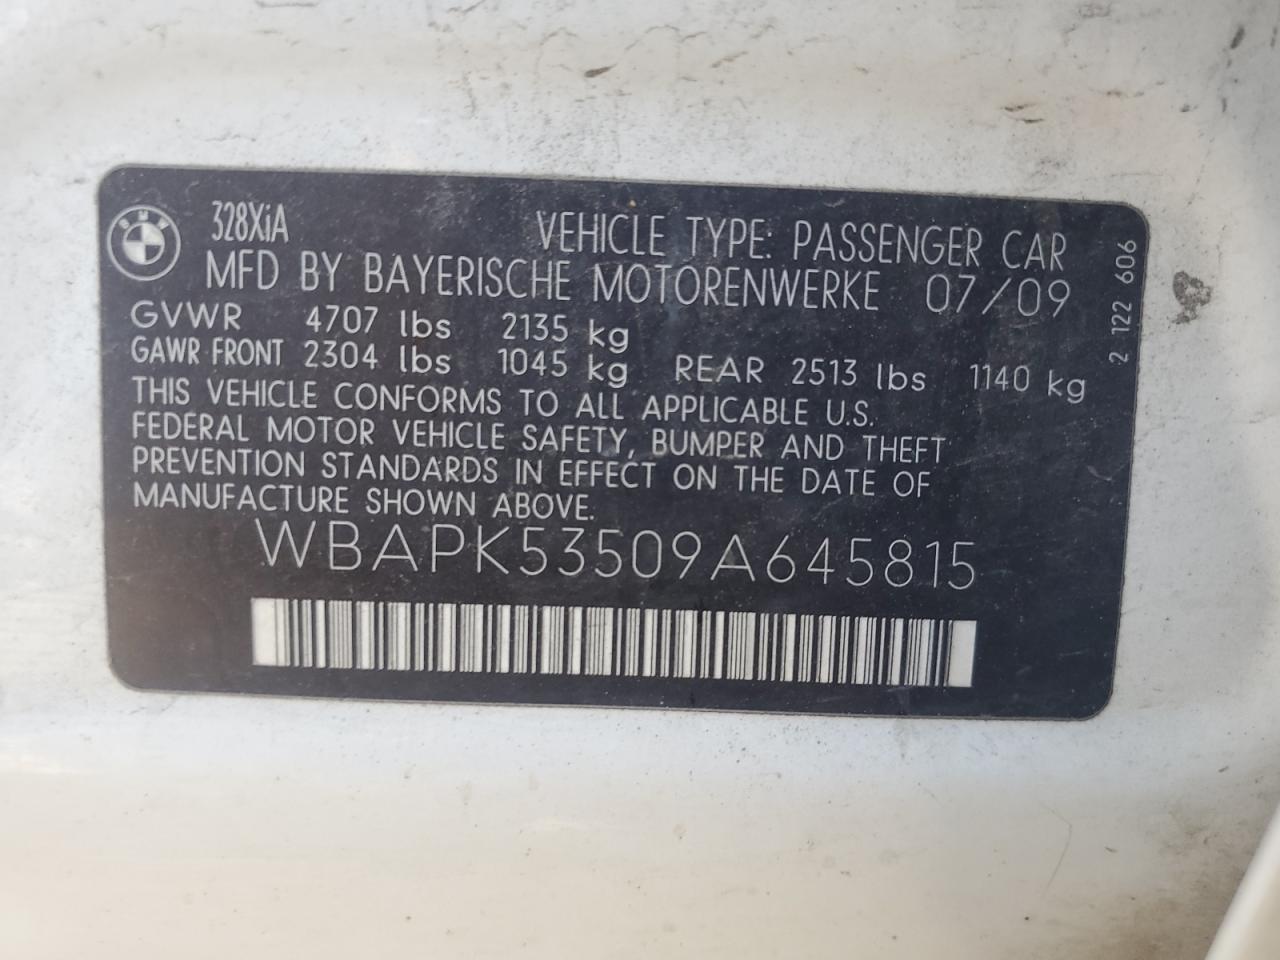 BMW
328XiA
VEHICLE TYPE: PASSENGER CAR
MFD BY BAYERISCHE MOTORENWERKE 07/09
GVWR 4707 lbs 2135 kg
GAWR FRONT 2304 lbs 1045 kg REAR 2513 lbs 1140 kg
THIS VEHICLE CONFORMS TO ALL APPLICABLE U.S.
FEDERAL MOTOR VEHICLE SAFETY, BUMPER AND THEFT
PREVENTION STANDARDS IN EFFECT ON THE DATE OF
MANUFACTURE SHOWN ABOVE.
WBAPK53509A645815
2 122 606